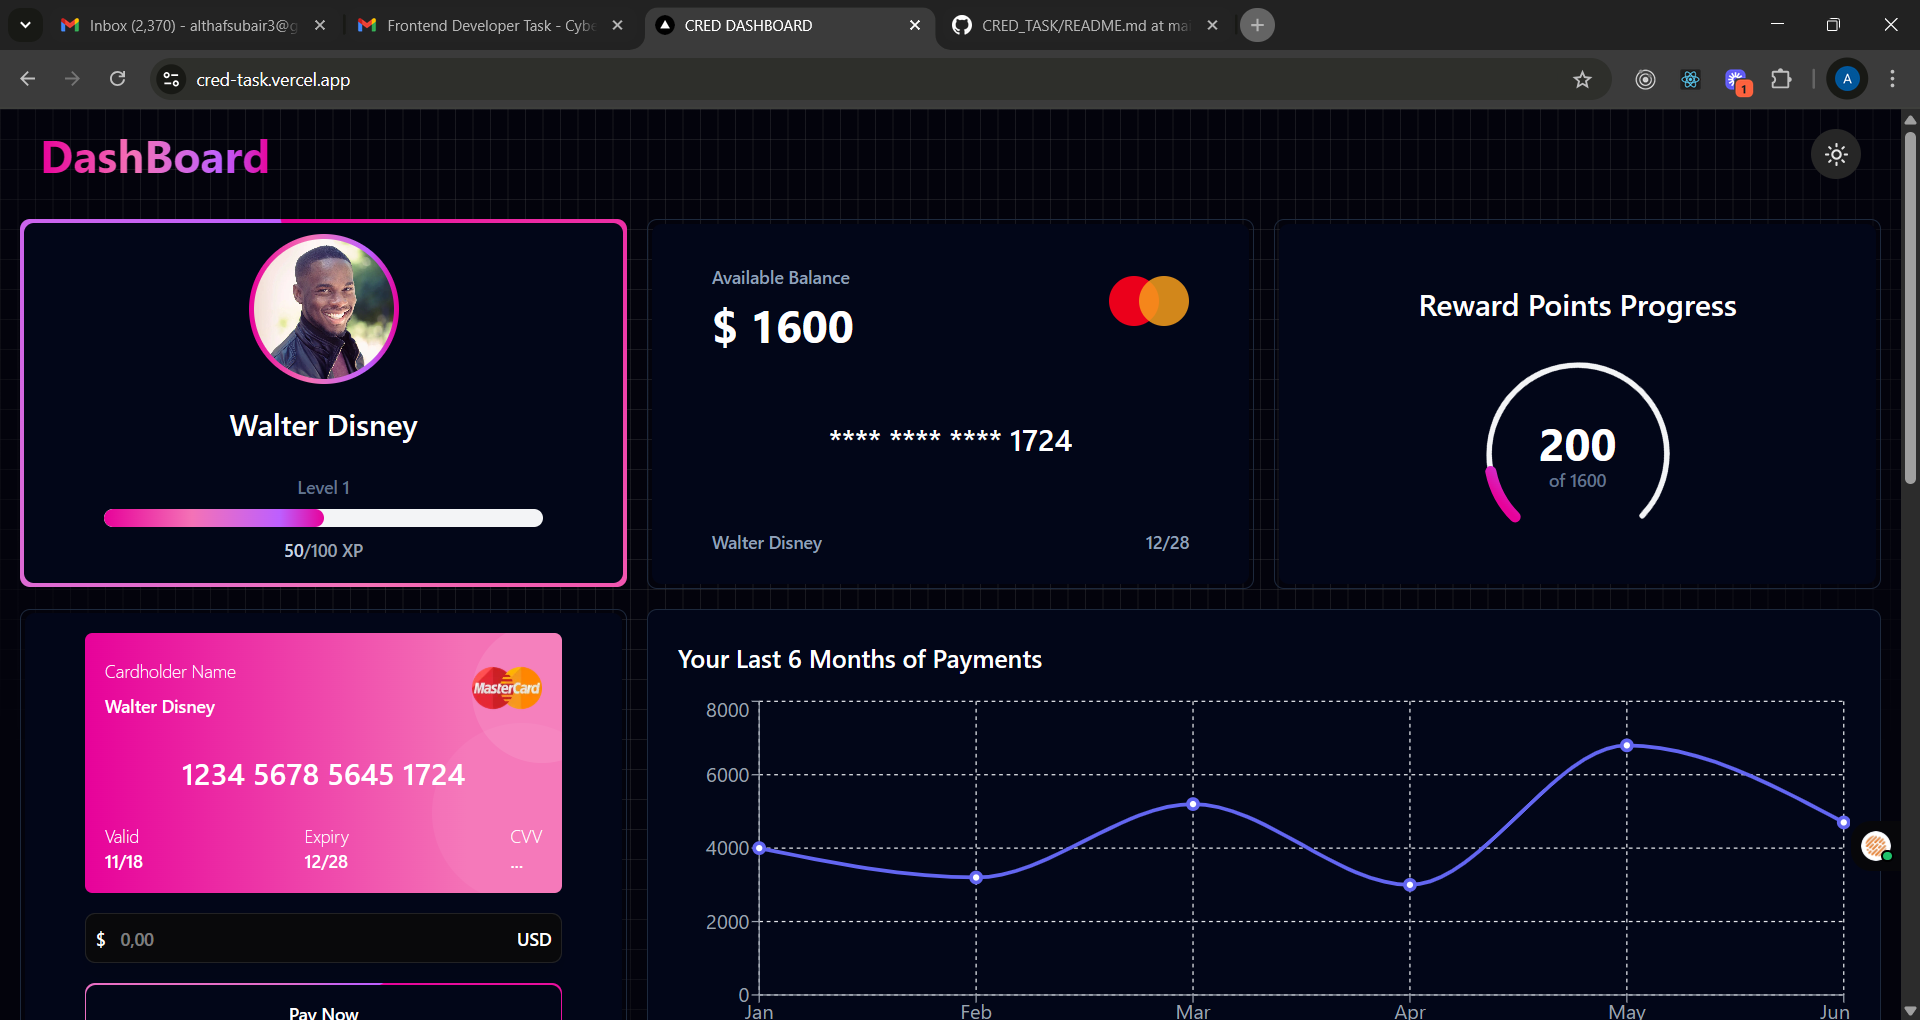 Inbox (2,370) - althafsubair3@g
Frontend Developer Task - Cybe
CRED DASHBOARD
CRED_TASK/README.md at mai
cred-task.vercel.app
1
A
DashBoard
Walter Disney
Level 1
50/100 XP
Available Balance
$ 1600
**** **** **** 1724
Walter Disney
12/28
Reward Points Progress
200
of 1600
Cardholder Name
Walter Disney
MasterCard
1234 5678 5645 1724
Valid
Expiry
CVV
11/18
12/28
...
$ 0,00
USD
Pay Now
Your Last 6 Months of Payments
8000
6000
4000
2000
0
Jan
Feb
Mar
Apr
May
Jun